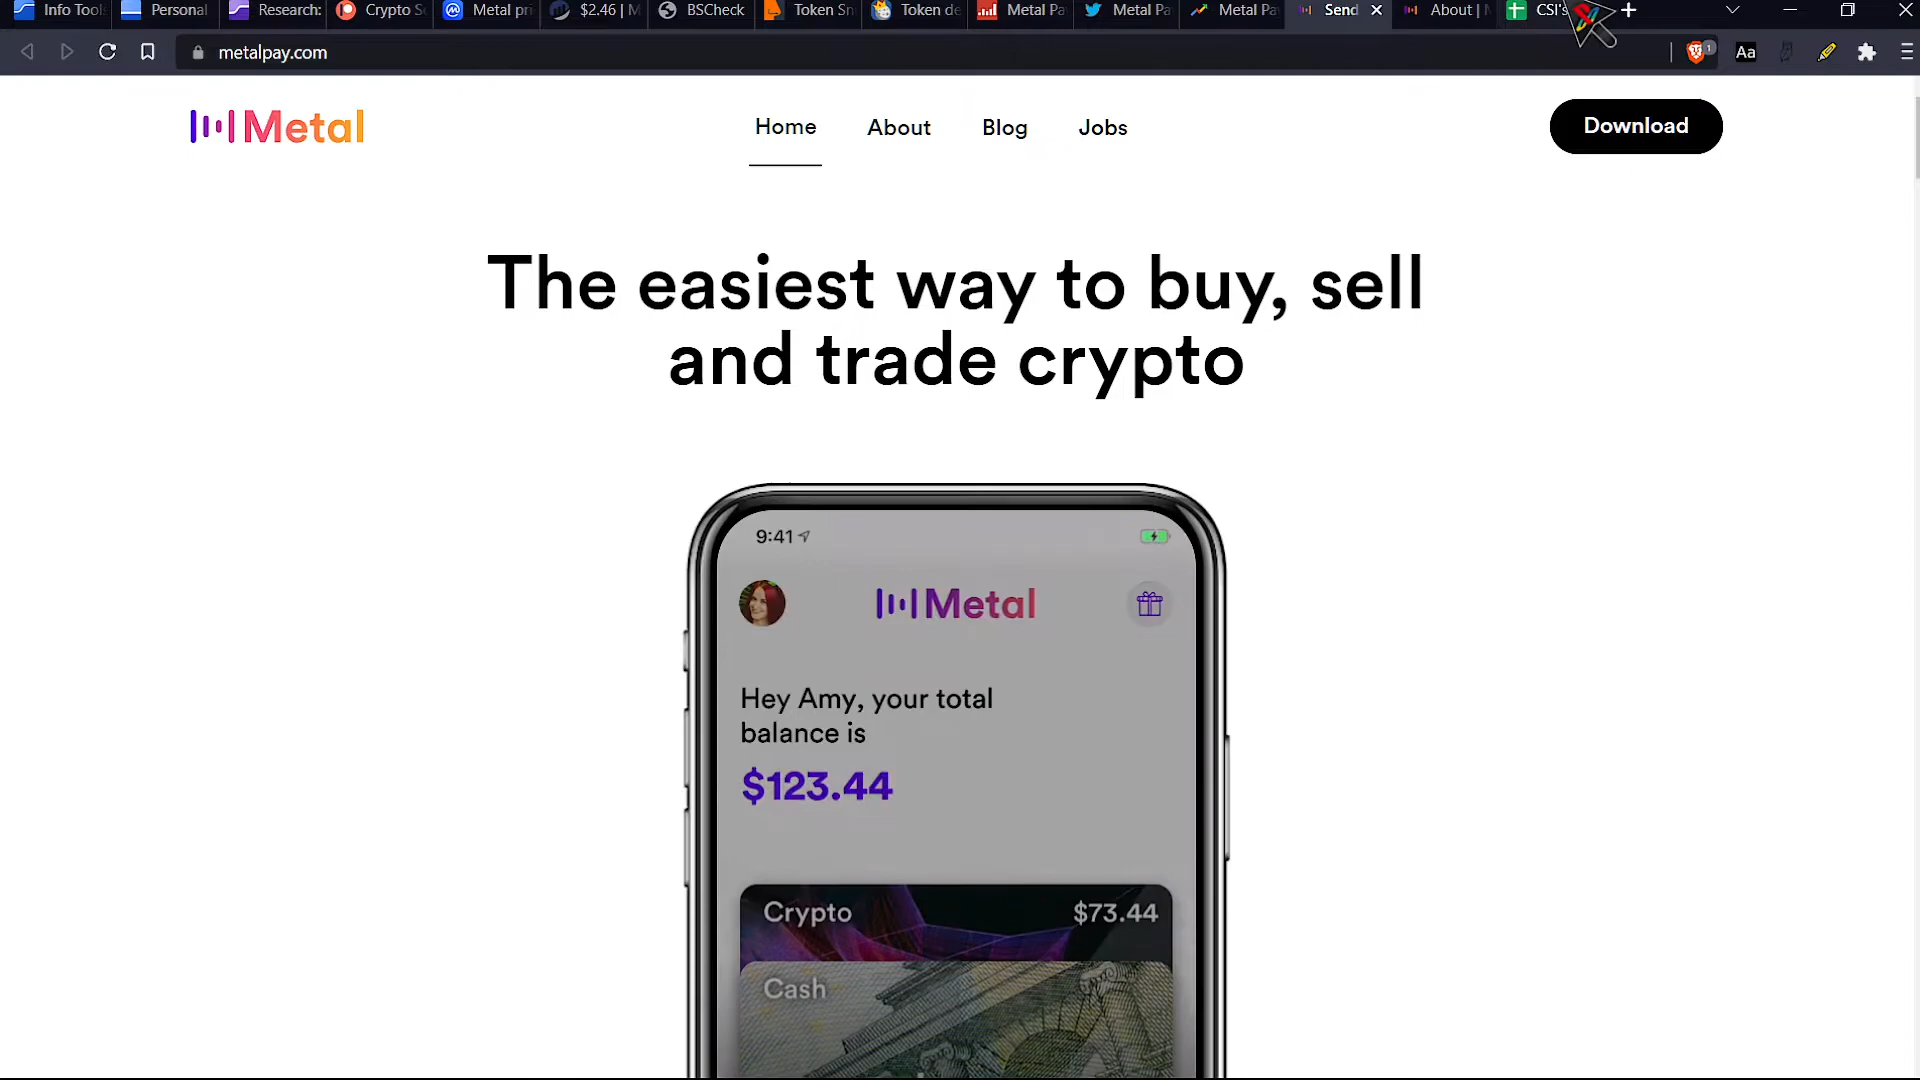 Info Tool
Personal
Research:
Crypto S
Metal pri
$2.46 | M
BSCheck
Token Sn
Token de
Metal Pa
Metal Pa
Metal Pa
Send
About | M
CSI's
metalpay.com
1
Aa
Metal
Home
About
Blog
Jobs
Download
The easiest way to buy, sell
and trade crypto
9:41
Metal
Hey Amy, your total
balance is
$123.44
Crypto
$73.44
Cash